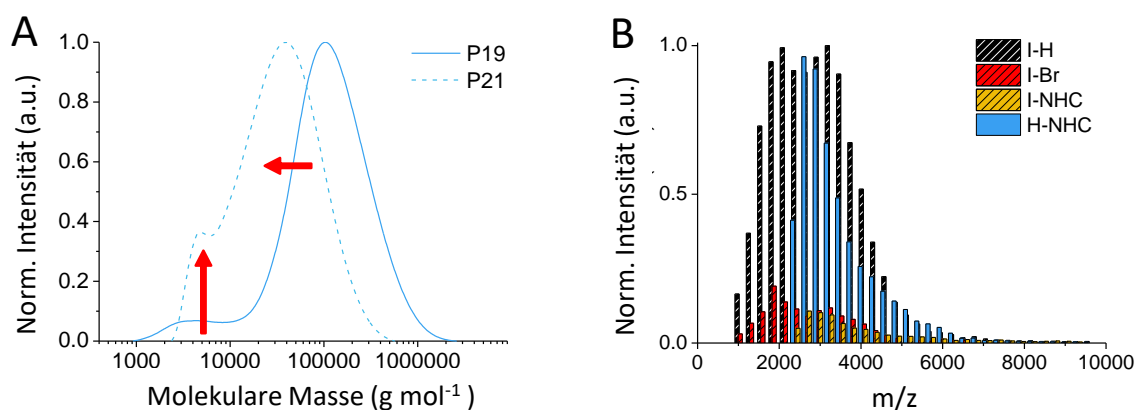 A
Norm. Intensität (a.u.)
1.0
0.8
0.6
0.4
0.2
0.0
P19
P21
1000 10000 100000 1000000
Molekulare Masse (g mol⁻¹)
B
Norm. Intensität (a.u.)
1.0
0.5
0.0
I-H
I-Br
I-NHC
H-NHC
0 2000 4000 6000 8000 10000
m/z